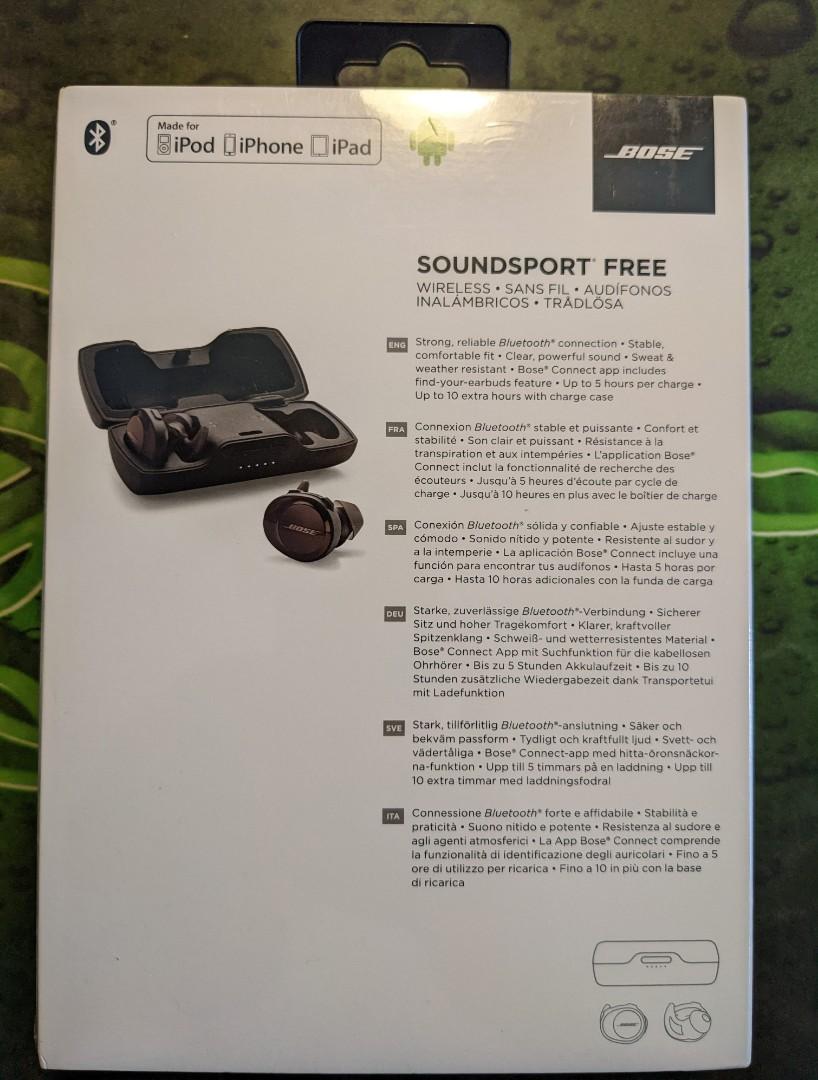 Made for
iPod iPhone iPad
BOSE
SOUNDSPORT® FREE
WIRELESS • SANS FIL • AUDÍFONOS
INALÁMBRICOS • TRÅDLÖSA
ENG Strong, reliable Bluetooth® connection • Stable,
comfortable fit • Clear, powerful sound • Sweat &
weather resistant • Bose® Connect app includes
find-your-earbuds feature • Up to 5 hours per charge •
Up to 10 extra hours with charge case
FRA Connexion Bluetooth® stable et puissante • Confort et
stabilité • Son clair et puissant • Résistance à la
transpiration et aux intempéries • L'application Bose®
Connect inclut la fonctionnalité de recherche des
écouteurs • Jusqu'à 5 heures d'écoute par cycle de
charge • Jusqu'à 10 heures en plus avec le boîtier de charge
SPA Conexión Bluetooth® sólida y confiable • Ajuste estable y
cómodo • Sonido nítido y potente • Resistente al sudor y
a la intemperie • La aplicación Bose® Connect incluye una
función para encontrar tus audífonos • Hasta 5 horas por
carga • Hasta 10 horas adicionales con la funda de carga
DEU Starke, zuverlässige Bluetooth®-Verbindung • Sicherer
Sitz und hoher Tragekomfort • Klarer, kraftvoller
Spitzenklang • Schweiß- und wetterresistentes Material •
Bose® Connect App mit Suchfunktion für die kabellosen
Ohrhörer • Bis zu 5 Stunden Akkulaufzeit • Bis zu 10
Stunden zusätzliche Wiedergabezeit dank Transportetui
mit Ladefunktion
SVE Stark, tillförlitlig Bluetooth®-anslutning • Säker och
bekväm passform • Tydligt och kraftfullt ljud • Svett- och
vädertåliga • Bose® Connect-app med hitta-öronsnäckor-
na-funktion • Upp till 5 timmars på en laddning • Upp till
10 extra timmar med laddningsfodral
ITA Connessione Bluetooth® forte e affidabile • Stabilità e
praticità • Suono nitido e potente • Resistenza al sudore e
agli agenti atmosferici • La App Bose® Connect comprende
la funzionalità di identificazione degli auricolari • Fino a 5
ore di utilizzo per ricarica • Fino a 10 in più con la base
di ricarica
BOSE
BOSE